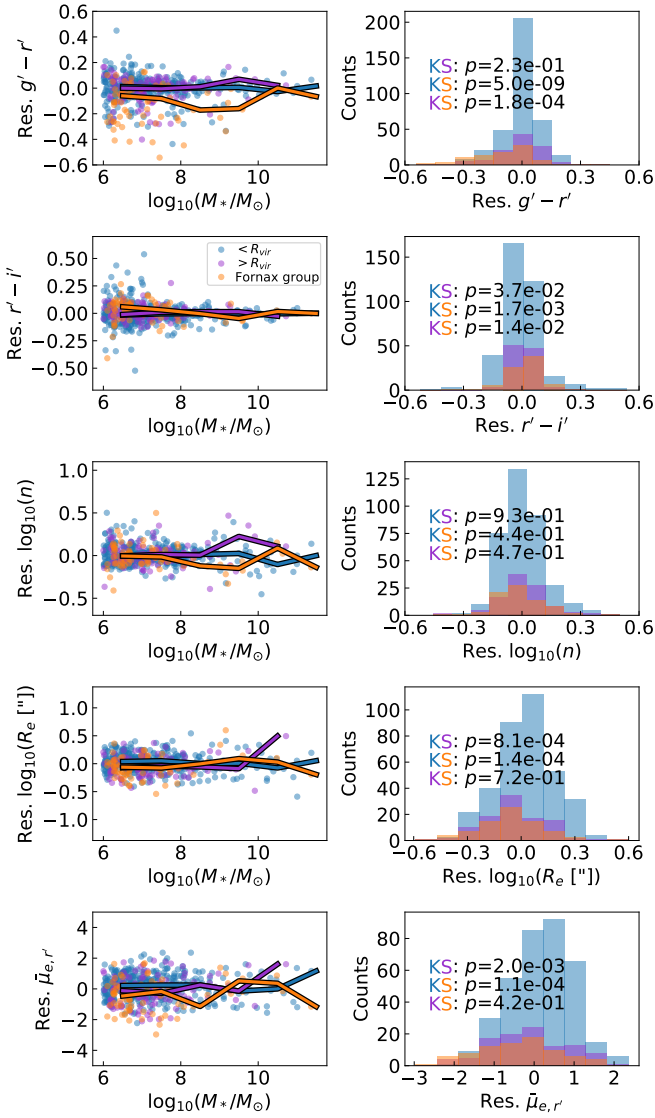 0.6
0.4
0.2
0.0
−0.2
−0.4
−0.6
Res. g′ − r′
6 8 10
log10(M*/M⊙)
200
150
100
50
0
Counts
KS: p=2.3e-01
KS: p=5.0e-09
KS: p=1.8e-04
−0.6 −0.3 0.0 0.3 0.6
Res. g′ − r′
0.50
0.25
0.00
−0.25
−0.50
Res. r′ − i′
< Rvir
> Rvir
Fornax group
6 8 10
log10(M*/M⊙)
150
100
50
0
Counts
KS: p=3.7e-02
KS: p=1.7e-03
KS: p=1.4e-02
−0.6 −0.3 0.0 0.3 0.6
Res. r′ − i′
1.0
0.5
0.0
−0.5
Res. log10(n)
6 8 10
log10(M*/M⊙)
125
100
75
50
25
0
Counts
KS: p=9.3e-01
KS: p=4.4e-01
KS: p=4.7e-01
−0.6 −0.3 0.0 0.3 0.6
Res. log10(n)
1.0
0.5
0.0
−0.5
−1.0
Res. log10(Re ["])
6 8 10
log10(M*/M⊙)
100
80
60
40
20
0
Counts
KS: p=8.1e-04
KS: p=1.4e-04
KS: p=7.2e-01
−0.6 −0.3 0.0 0.3 0.6
Res. log10(Re ["])
4
2
0
−2
−4
Res. μ̄e,r′
6 8 10
log10(M*/M⊙)
80
60
40
20
0
Counts
KS: p=2.0e-03
KS: p=1.1e-04
KS: p=4.2e-01
−3 −2 −1 0 1 2
Res. μ̄e,r′